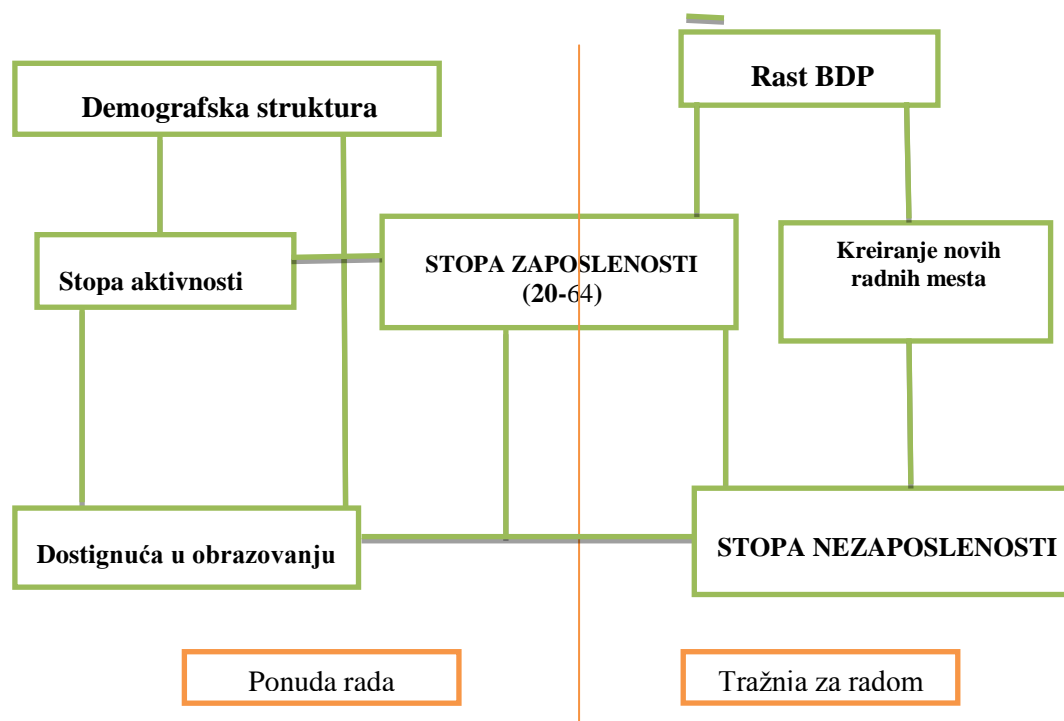 Rast BDP
Demografska struktura
Kreiranje novih
radnih mesta
STOPA ZAPOSLENOSTI
(20-64)
Stopa aktivnosti
Dostignuća u obrazovanju
STOPA NEZAPOSLENOSTI
Ponuda rada
Tražnia za radom